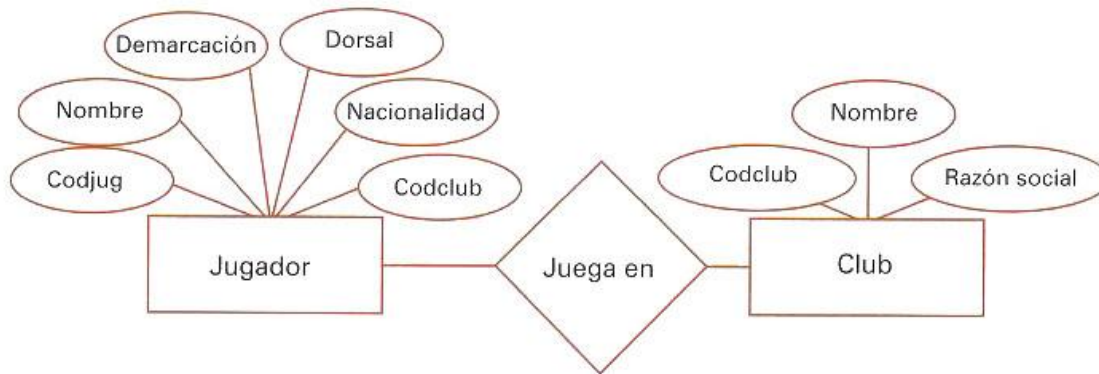 Demarcación
Dorsal
Nombre
Nacionalidad
Codjug
Codclub
Jugador
Juega en
Nombre
Codclub
Razón social
Club